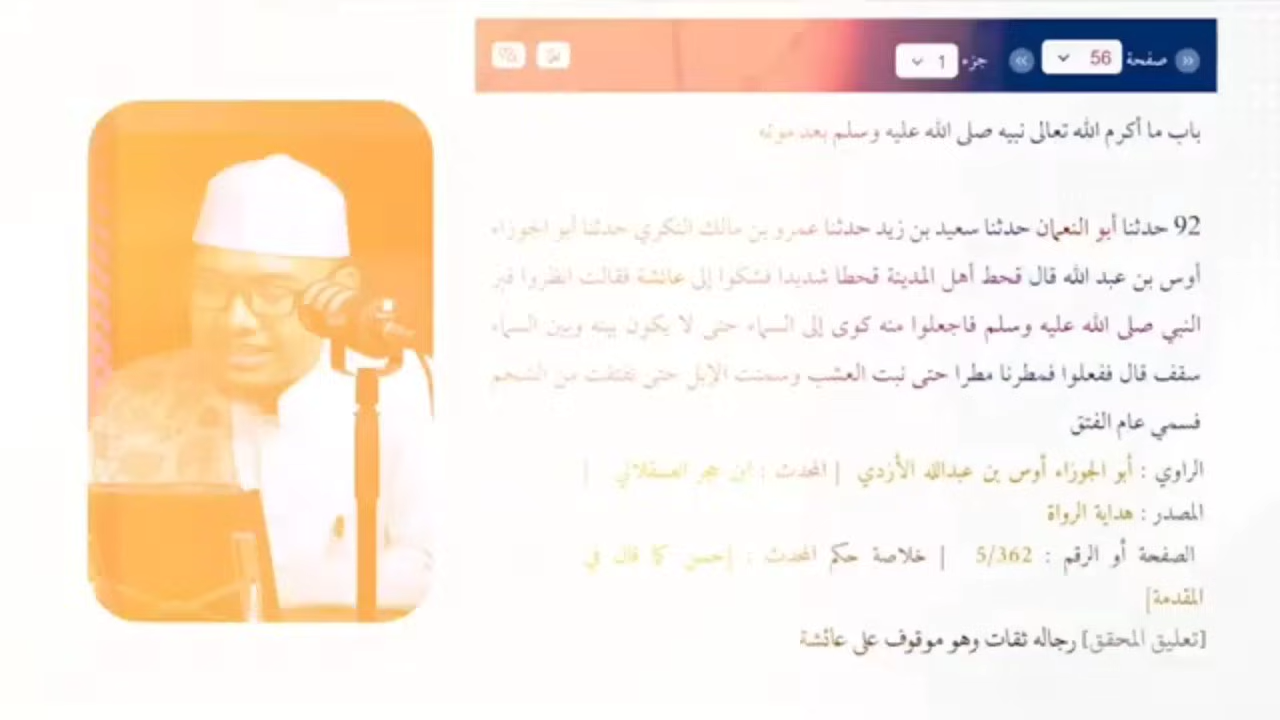 صفحة 56 جزء 1
باب ما أكرم الله تعالى نبيه صلى الله عليه وسلم بعد موته
92 حدثنا أبو النعمان حدثنا سعيد بن زيد حدثنا عمرو بن مالك النكري حدثنا أبو الجوزاء
أوس بن عبد الله قال قحط أهل المدينة قحطا شديدا فشكوا إلى عائشة فقالت انظروا قبر
النبي صلى الله عليه وسلم فاجعلوا منه كوى إلى السماء حتى لا يكون بينه وبين السماء
سقف قال ففعلوا فمطرنا مطرا حتى نبت العشب وسمنت الإبل حتى تفتقت من الشحم
فسمي عام الفتق
الراوي : أبو الجوزاء أوس بن عبدالله الأزدي | المحدث : ابن حجر العسقلاني |
المصدر : هداية الرواة
الصفحة أو الرقم : 5/362 | خلاصة حكم المحدث : [حسن كما قال في
المقدمة]
[تعليق المحقق] رجاله ثقات وهو موقوف على عائشة